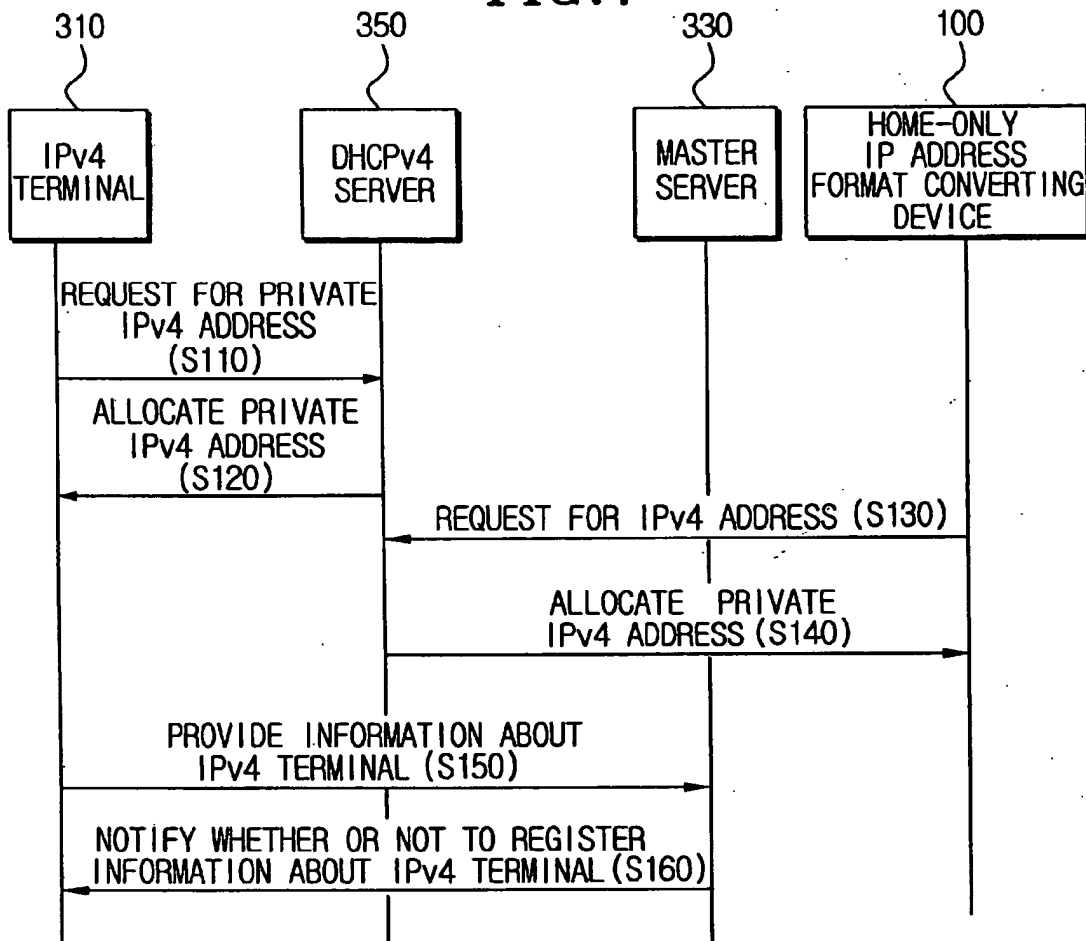 310
350
330
100
IPv4
TERMINAL
DHCPv4
SERVER
MASTER
SERVER
HOME-ONLY
IP ADDRESS
FORMAT CONVERTING
DEVICE
REQUEST FOR PRIVATE
IPv4 ADDRESS
(S110)
ALLOCATE PRIVATE
IPv4 ADDRESS
(S120)
REQUEST FOR IPv4 ADDRESS (S130)
ALLOCATE PRIVATE
IPv4 ADDRESS (S140)
PROVIDE INFORMATION ABOUT
IPv4 TERMINAL (S150)
NOTIFY WHETHER OR NOT TO REGISTER
INFORMATION ABOUT IPv4 TERMINAL (S160)